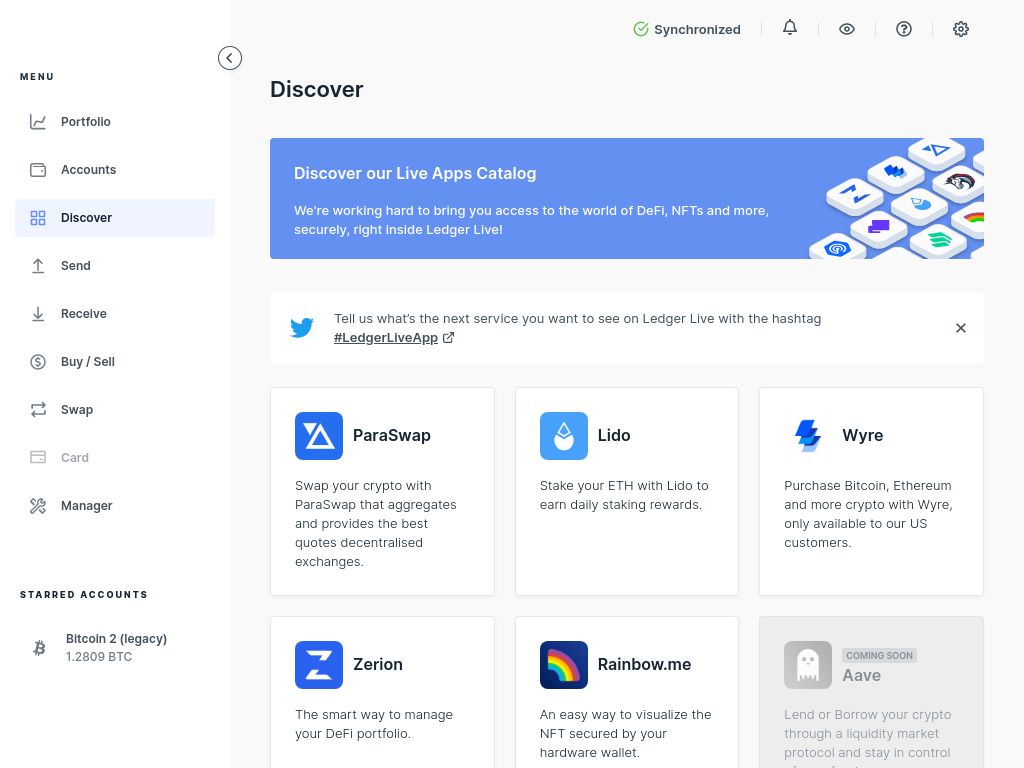 Synchronized
MENU
Portfolio
Accounts
Discover
Send
Receive
Buy / Sell
Swap
Card
Manager
STARRED ACCOUNTS
Bitcoin 2 (legacy)
1.2809 BTC
Discover
Discover our Live Apps Catalog
We're working hard to bring you access to the world of DeFi, NFTs and more,
securely, right inside Ledger Live!
Tell us what’s the next service you want to see on Ledger Live with the hashtag
#LedgerLiveApp
ParaSwap
Swap your crypto with
ParaSwap that aggregates
and provides the best
quotes decentralised
exchanges.
Lido
Stake your ETH with Lido to
earn daily staking rewards.
Wyre
Purchase Bitcoin, Ethereum
and more crypto with Wyre,
only available to our US
customers.
Zerion
The smart way to manage
your DeFi portfolio.
Rainbow.me
An easy way to visualize the
NFT secured by your
hardware wallet.
COMING SOON
Aave
Lend or Borrow your crypto
through a liquidity market
protocol and stay in control